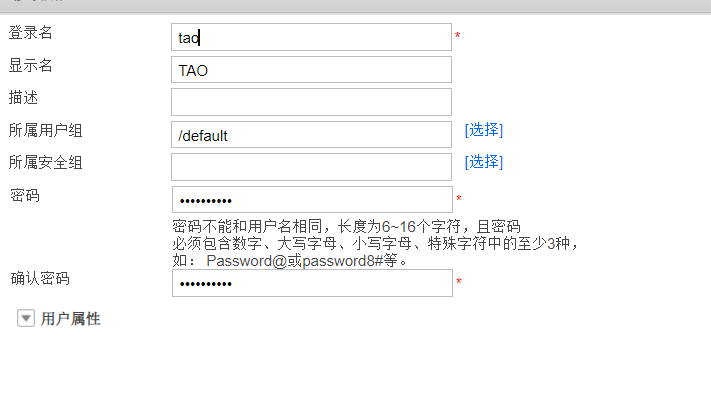 登录名 tao *
显示名 TAO
描述
所属用户组 /default [选择]
所属安全组 [选择]
密码 •••••••••• *
密码不能和用户名相同，长度为6~16个字符，且密码
必须包含数字、大写字母、小写字母、特殊字符中的至少3种，
如： Password@或password8#等。
确认密码 •••••••••• *
用户属性